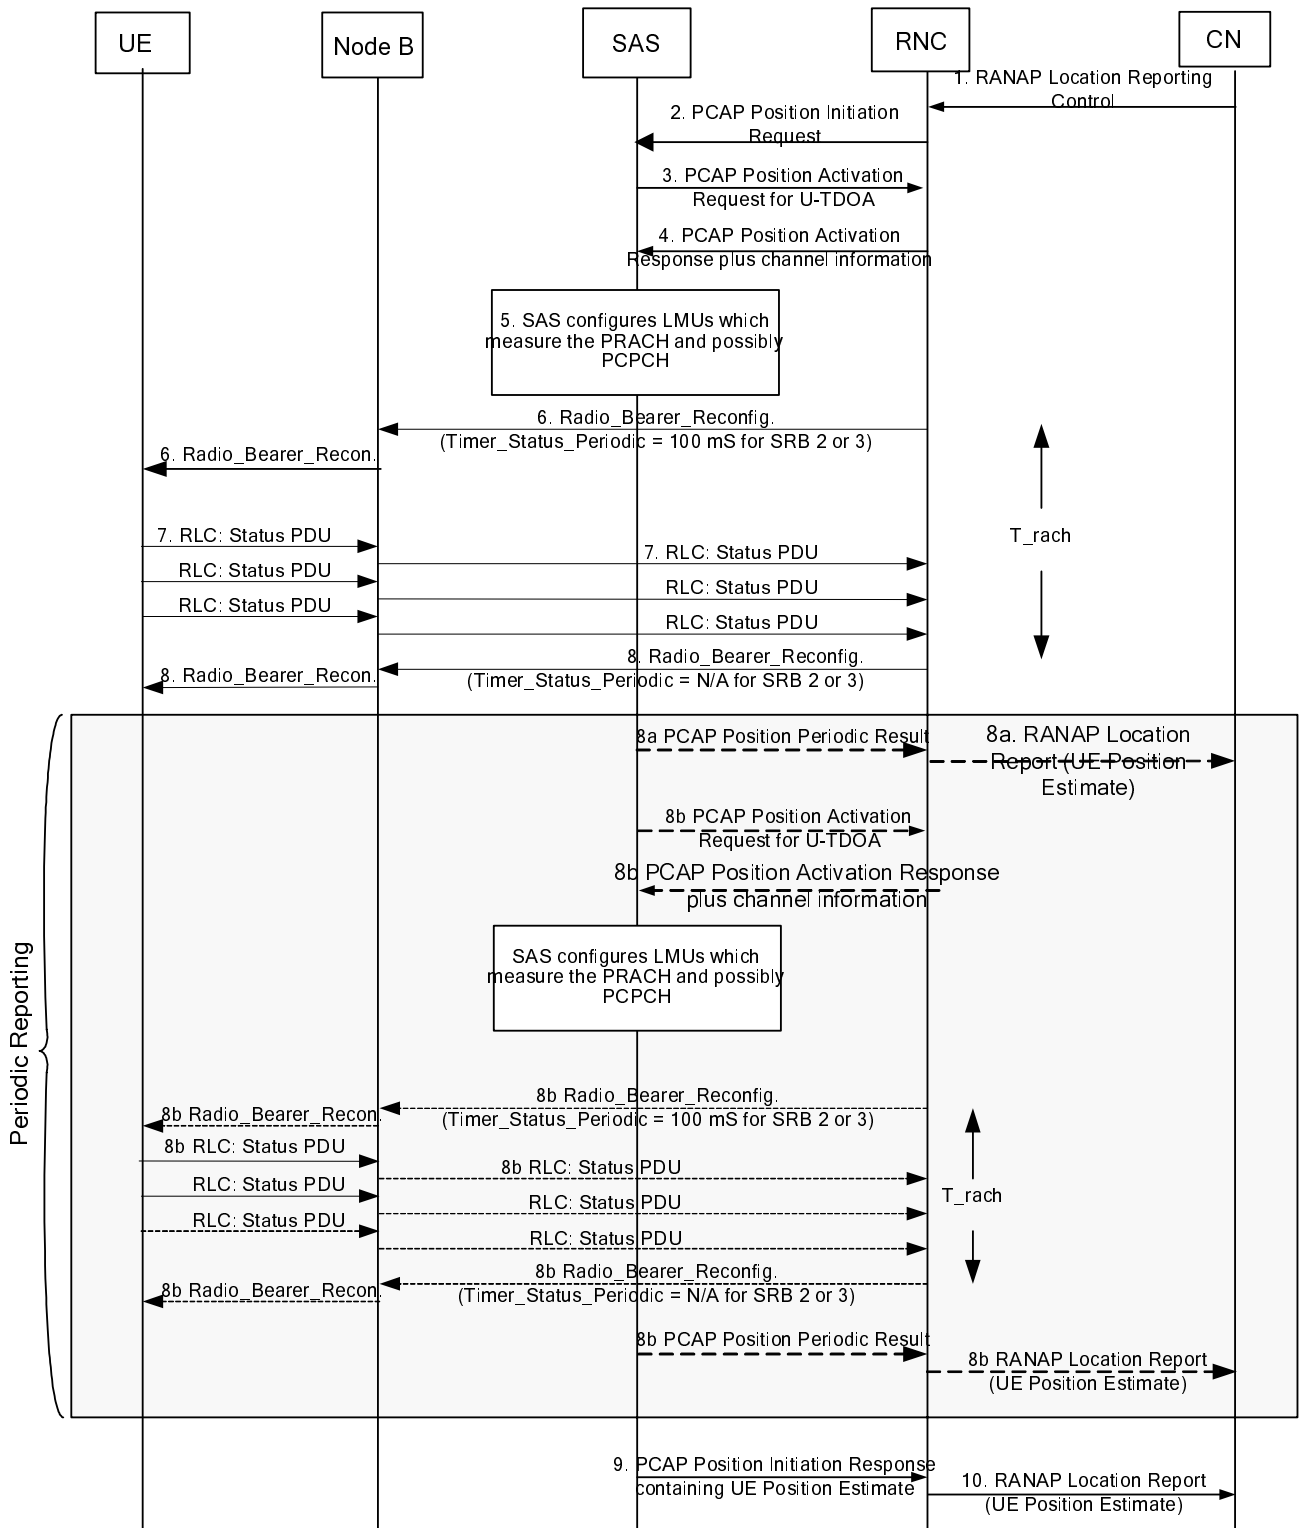 UE
Node B
SAS
RNC
CN
1. RANAP Location Reporting
Control
2. PCAP Position Initiation
Request
3. PCAP Position Activation
Request for U-TDOA
4. PCAP Position Activation
Response plus channel information
5. SAS configures LMUs which
measure the PRACH and possibly
PCPCH
6. Radio_Bearer_Reconfig.
(Timer_Status_Periodic = 100 mS for SRB 2 or 3)
6. Radio_Bearer_Recon.
7. RLC: Status PDU
7. RLC: Status PDU
T_rach
RLC: Status PDU
RLC: Status PDU
RLC: Status PDU
RLC: Status PDU
8. Radio_Bearer_Reconfig.
(Timer_Status_Periodic = N/A for SRB 2 or 3)
8. Radio_Bearer_Recon.
Periodic Reporting
8a PCAP Position Periodic Result
8a. RANAP Location
Report (UE Position
Estimate)
8b PCAP Position Activation
Request for U-TDOA
8b PCAP Position Activation Response
plus channel information
SAS configures LMUs which
measure the PRACH and possibly
PCPCH
8b Radio_Bearer_Reconfig.
(Timer_Status_Periodic = 100 mS for SRB 2 or 3)
8b Radio_Bearer_Recon.
8b RLC: Status PDU
8b RLC: Status PDU
RLC: Status PDU
RLC: Status PDU
T_rach
RLC: Status PDU
RLC: Status PDU
8b Radio_Bearer_Reconfig.
(Timer_Status_Periodic = N/A for SRB 2 or 3)
8b Radio_Bearer_Recon.
8b PCAP Position Periodic Result
8b RANAP Location Report
(UE Position Estimate)
9. PCAP Position Initiation Response
containing UE Position Estimate
10. RANAP Location Report
(UE Position Estimate)